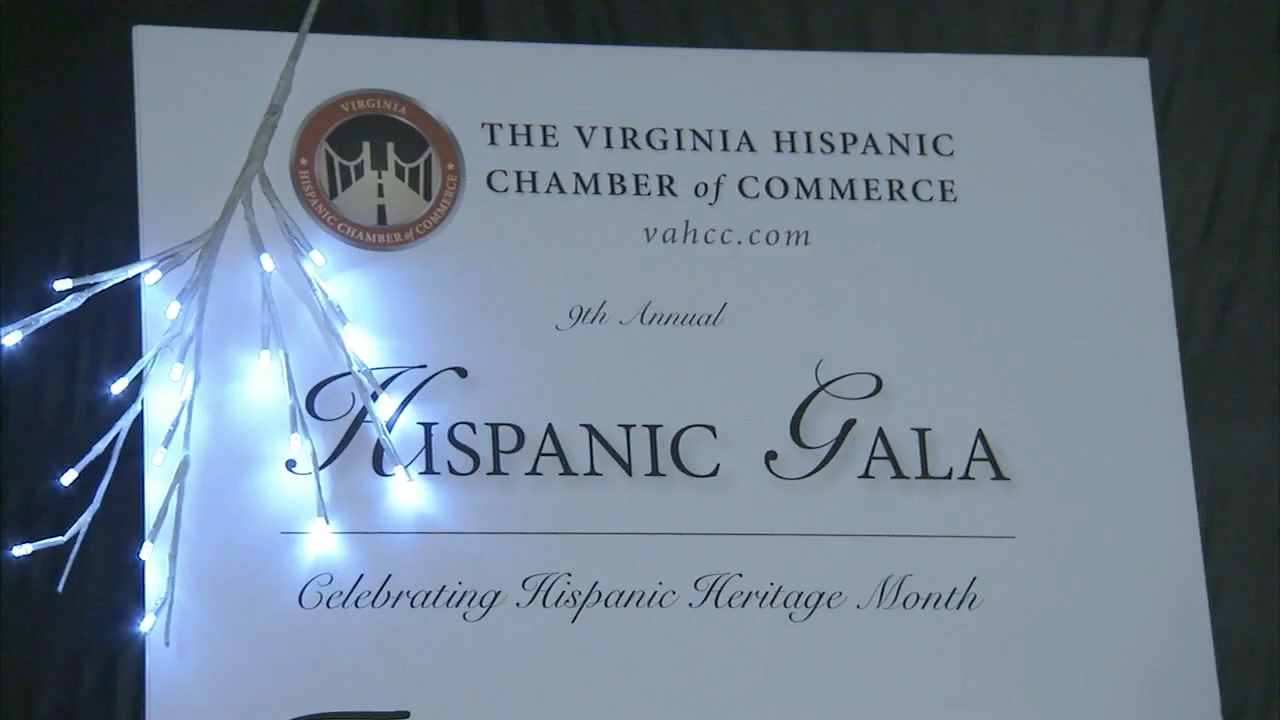 VIRGINIA
HISPANIC CHAMBER of COMMERCE
THE VIRGINIA HISPANIC
CHAMBER of COMMERCE
vahcc.com
9th Annual
HISPANIC GALA
Celebrating Hispanic Heritage Month